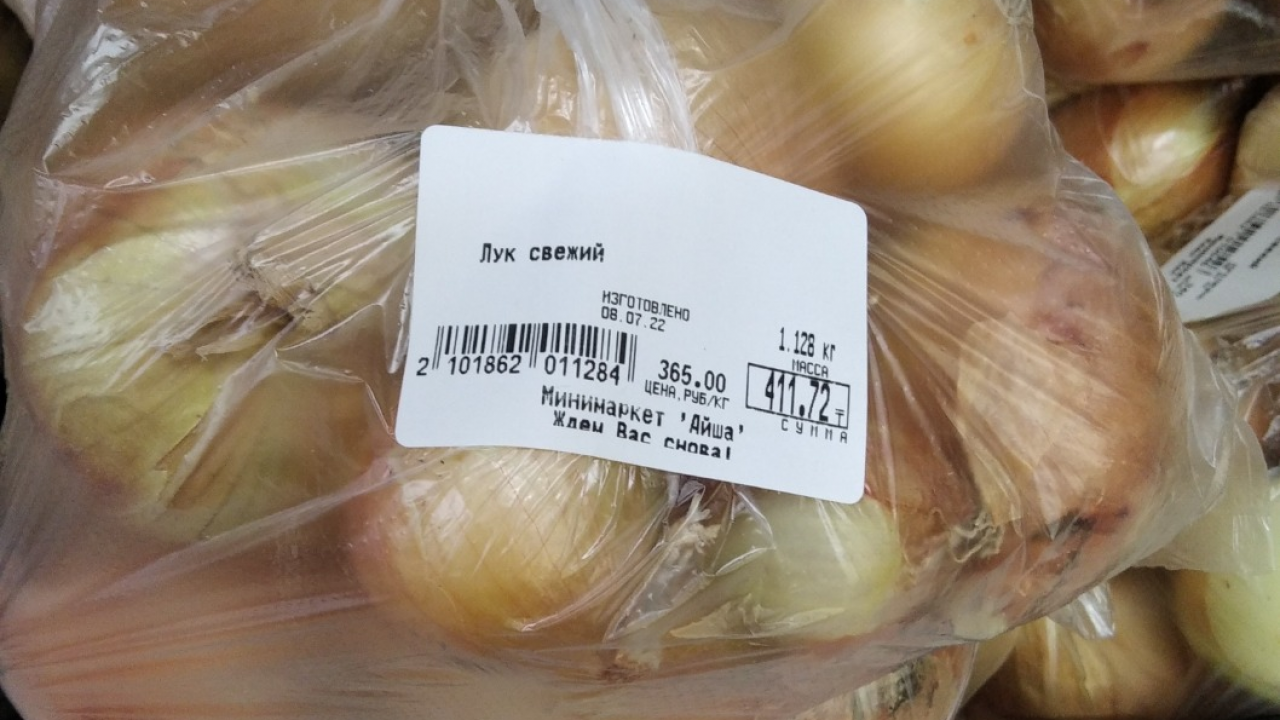 Лук свежий
ИЗГОТОВЛЕНО
08.07.22
1.128 кг
МАССА
2 101862 011284
365.00
ЦЕНА,РУБ/КГ
411.72 ₸
СУММА
Минимаркет 'Айша'
Ждем Вас снова!